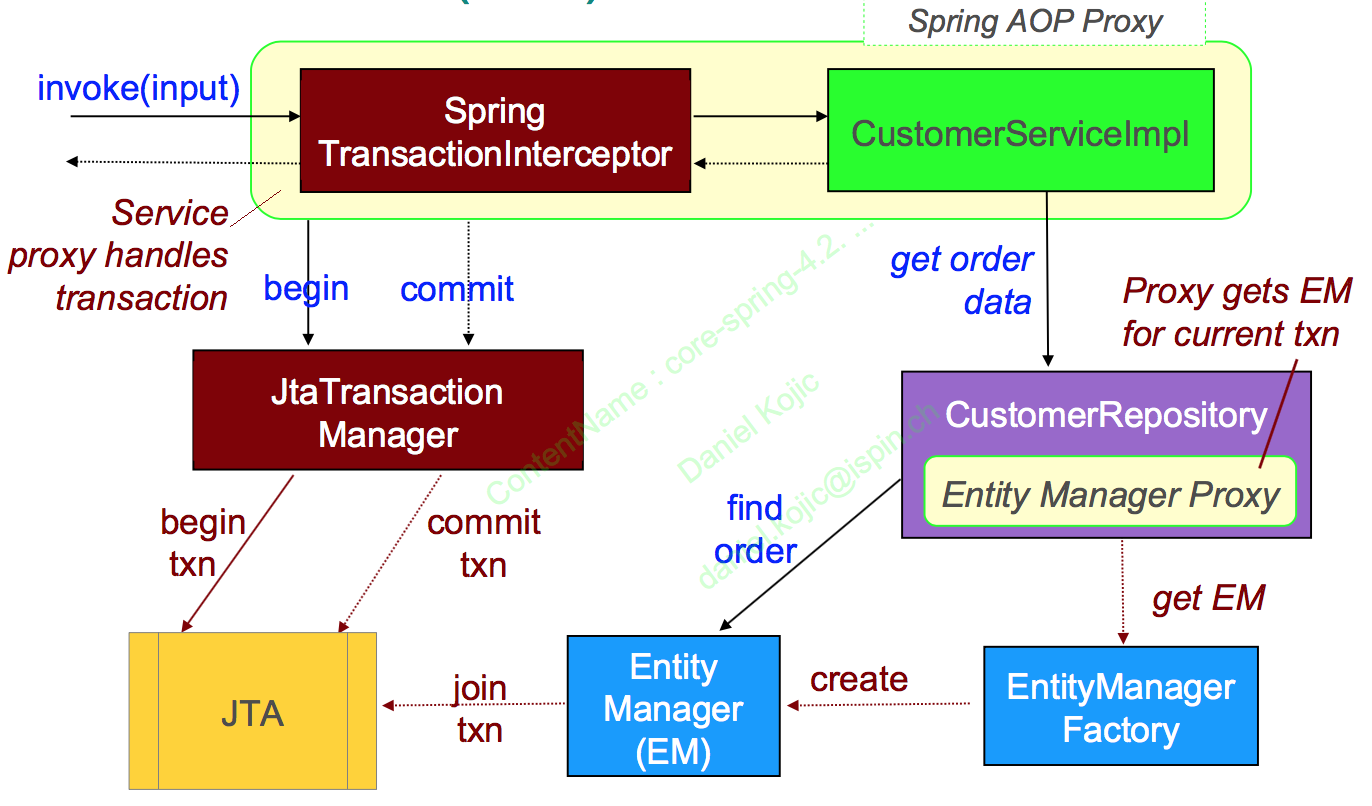 Spring AOP Proxy
invoke(input)
Spring
TransactionInterceptor
CustomerServiceImpl
Service
proxy handles
transaction
begin
commit
get order
data
Proxy gets EM
for current txn
JtaTransaction
Manager
CustomerRepository
Entity Manager Proxy
ContentName : core-spring-4.2. ...
Daniel Kojic
daniel.kojic@ispin.ch
begin
txn
commit
txn
find
order
get EM
JTA
join
txn
Entity
Manager
(EM)
create
EntityManager
Factory